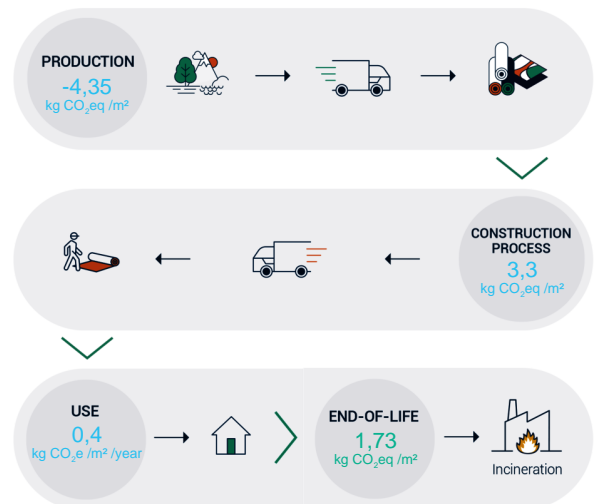 PRODUCTION
-4,35
kg CO₂eq /m²
CONSTRUCTION
PROCESS
3,3
kg CO₂eq /m²
USE
0,4
kg CO₂e /m² /year
END-OF-LIFE
1,73
kg CO₂eq /m²
Incineration